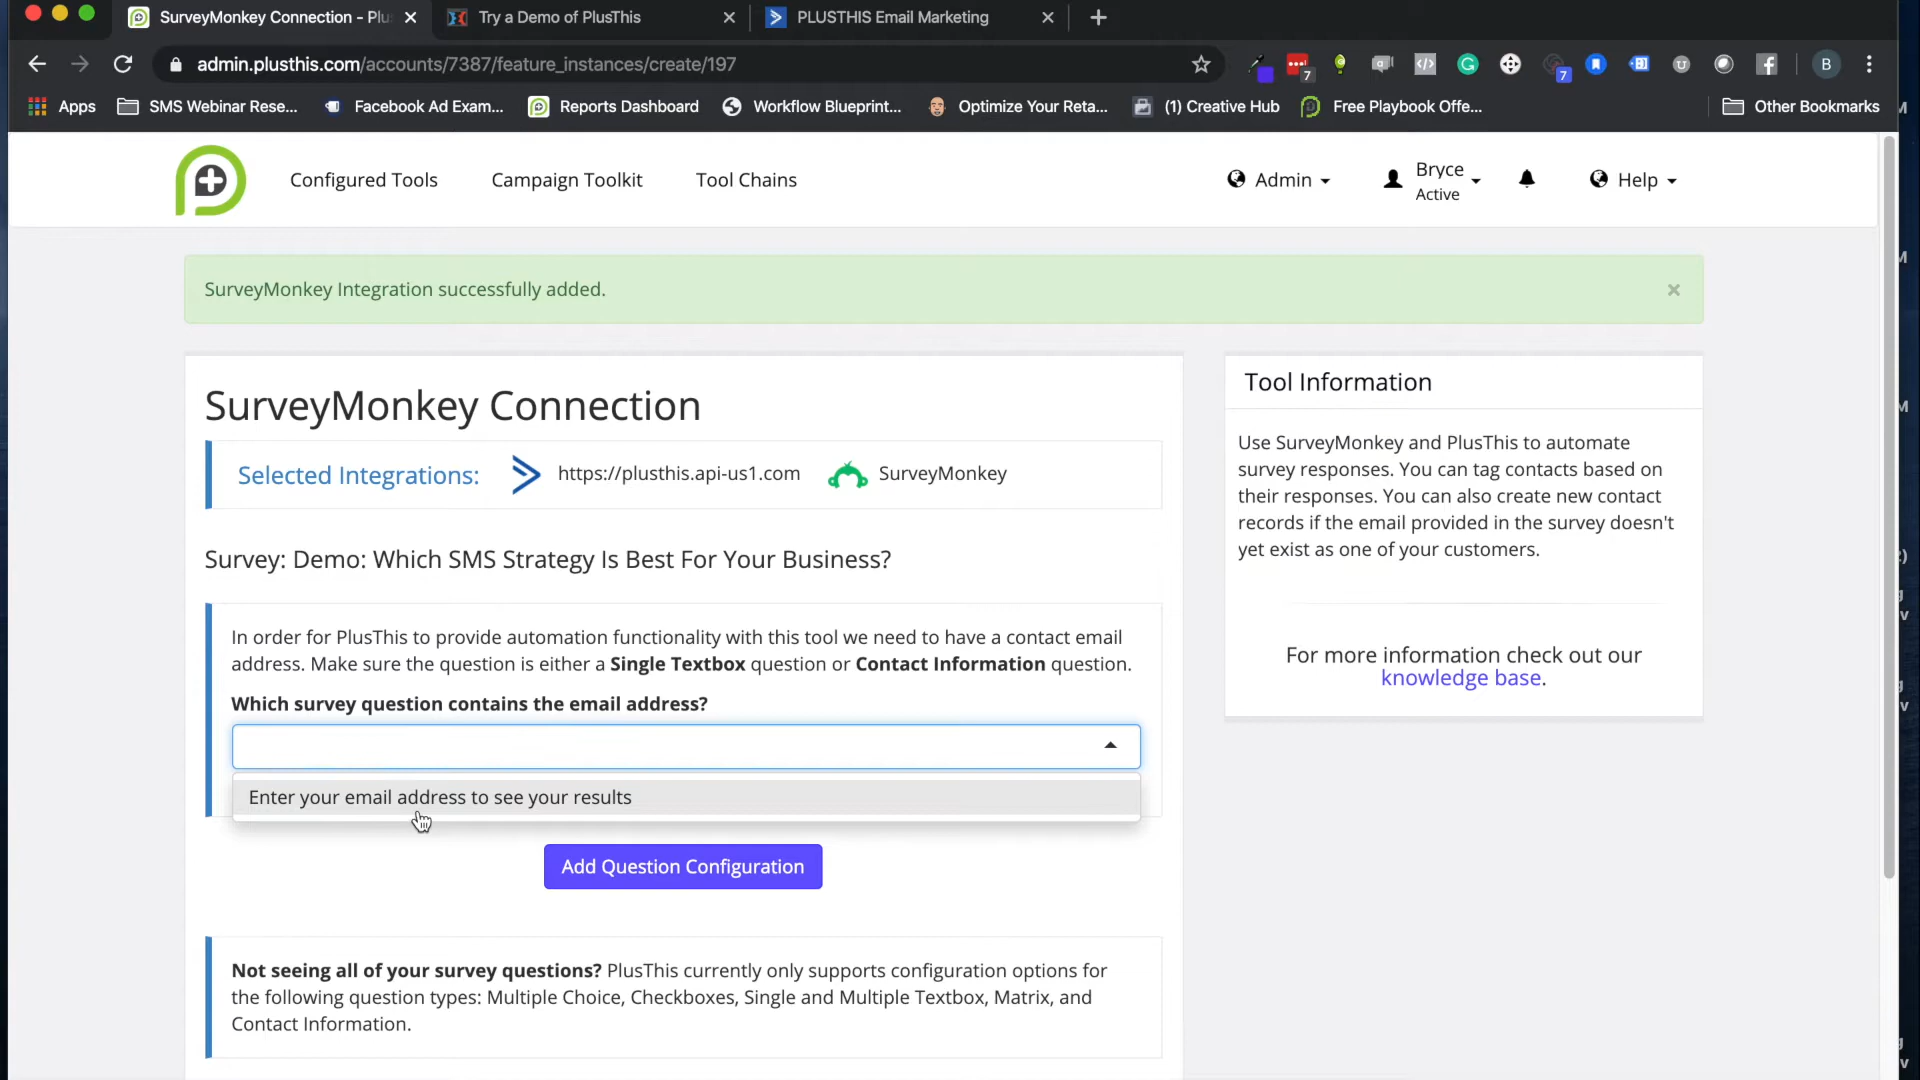 SurveyMonkey Connection - Plu
Try a Demo of PlusThis
PLUSTHIS Email Marketing
admin.plusthis.com/accounts/7387/feature_instances/create/197
7
7
B
Apps
SMS Webinar Rese...
Facebook Ad Exam...
Reports Dashboard
Workflow Blueprint...
Optimize Your Reta...
(1) Creative Hub
Free Playbook Offe...
Other Bookmarks
Configured Tools
Campaign Toolkit
Tool Chains
Admin
Bryce
Active
Help
SurveyMonkey Integration successfully added.
×
SurveyMonkey Connection
Selected Integrations:
https://plusthis.api-us1.com
SurveyMonkey
Survey: Demo: Which SMS Strategy Is Best For Your Business?
In order for PlusThis to provide automation functionality with this tool we need to have a contact email
address. Make sure the question is either a Single Textbox question or Contact Information question.
Which survey question contains the email address?
Enter your email address to see your results
Add Question Configuration
Not seeing all of your survey questions? PlusThis currently only supports configuration options for
the following question types: Multiple Choice, Checkboxes, Single and Multiple Textbox, Matrix, and
Contact Information.
Tool Information
Use SurveyMonkey and PlusThis to automate
survey responses. You can tag contacts based on
their responses. You can also create new contact
records if the email provided in the survey doesn't
yet exist as one of your customers.
For more information check out our
knowledge base.